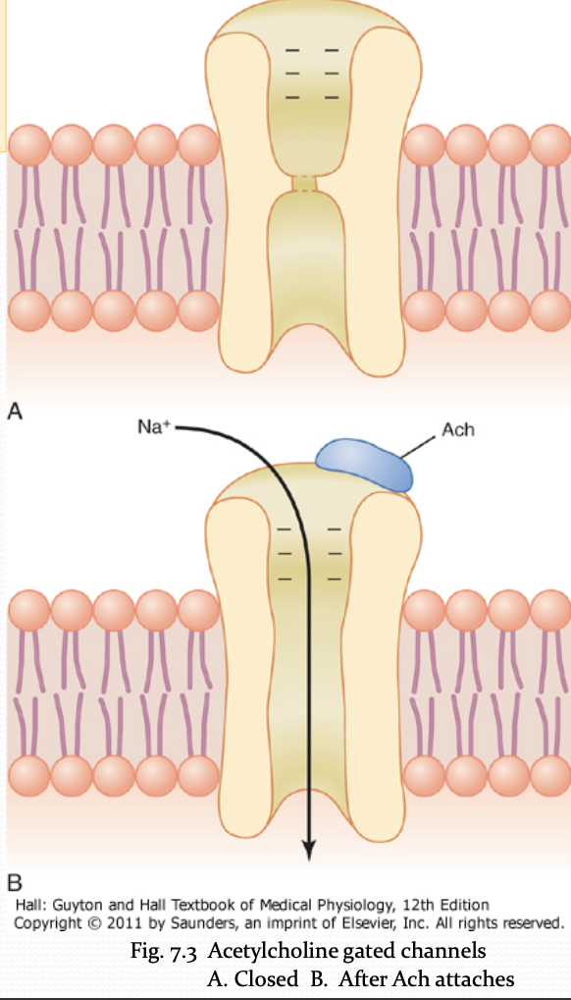 A
Na⁺
Ach
B
Hall: Guyton and Hall Textbook of Medical Physiology, 12th Edition
Copyright © 2011 by Saunders, an imprint of Elsevier, Inc. All rights reserved.
Fig. 7.3 Acetylcholine gated channels
A. Closed B. After Ach attaches